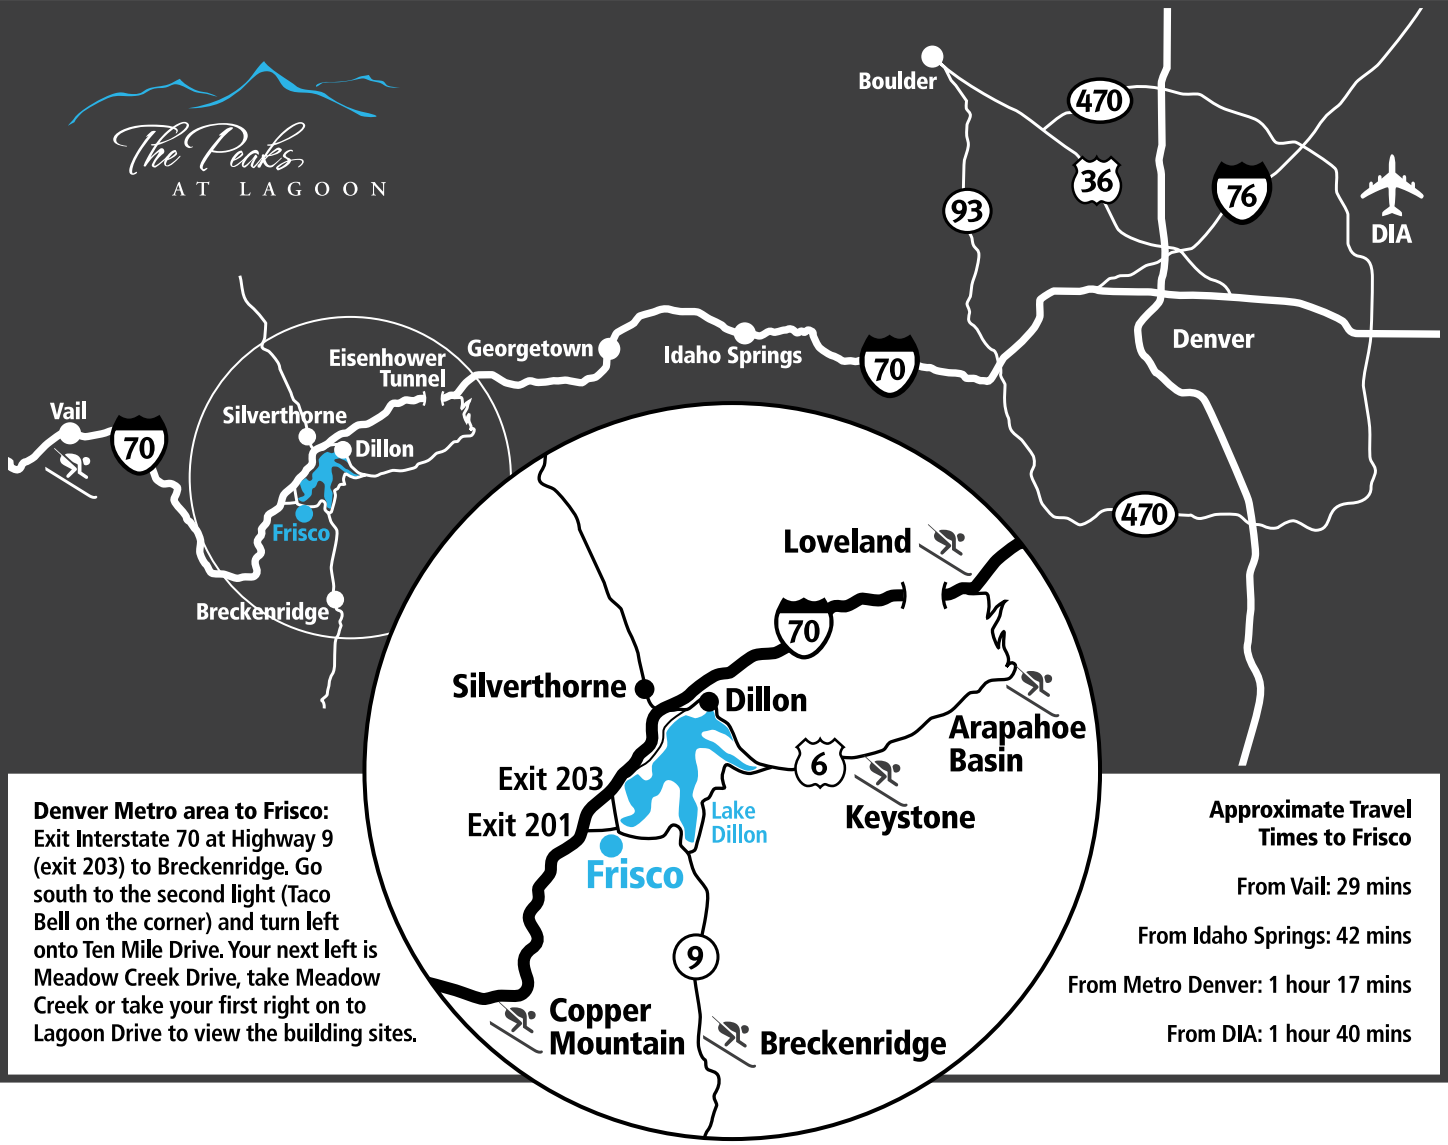 The Peaks
AT LAGOON
Boulder
470
36
76
93
DIA
Denver
470
70
Idaho Springs
Georgetown
Eisenhower
Tunnel
Silverthorne
Dillon
Vail
70
Frisco
Breckenridge
Loveland
70
Silverthorne
Dillon
Arapahoe
Basin
6
Keystone
Exit 203
Exit 201
Lake
Dillon
Frisco
9
Copper
Mountain
Breckenridge
Denver Metro area to Frisco:
Exit Interstate 70 at Highway 9
(exit 203) to Breckenridge. Go
south to the second light (Taco
Bell on the corner) and turn left
onto Ten Mile Drive. Your next left is
Meadow Creek Drive, take Meadow
Creek or take your first right on to
Lagoon Drive to view the building sites.
Approximate Travel
Times to Frisco
From Vail: 29 mins
From Idaho Springs: 42 mins
From Metro Denver: 1 hour 17 mins
From DIA: 1 hour 40 mins